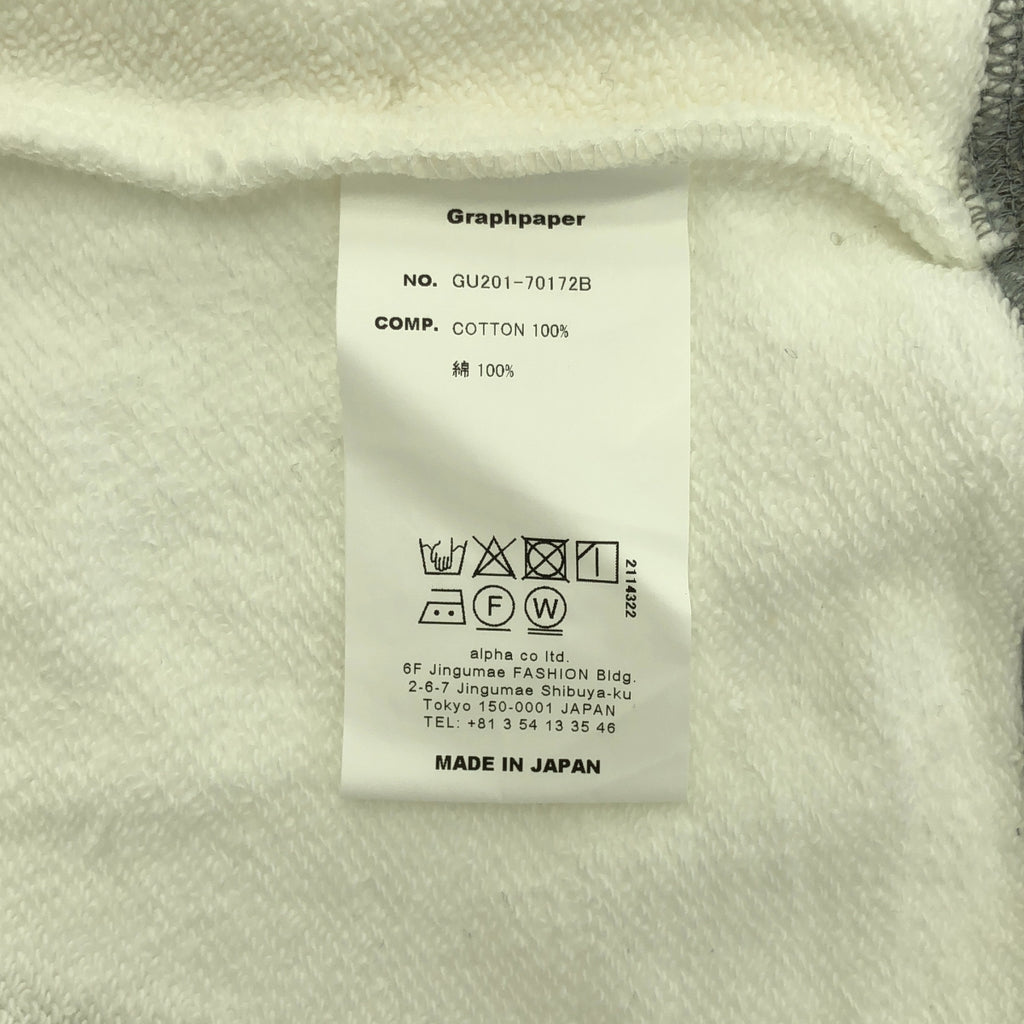 Graphpaper
NO. GU201-70172B
COMP. COTTON 100%
綿 100%
2114322
F W
alpha co ltd.
6F Jingumae FASHION Bldg.
2-6-7 Jingumae Shibuya-ku
Tokyo 150-0001 JAPAN
TEL: +81 3 54 13 35 46
MADE IN JAPAN